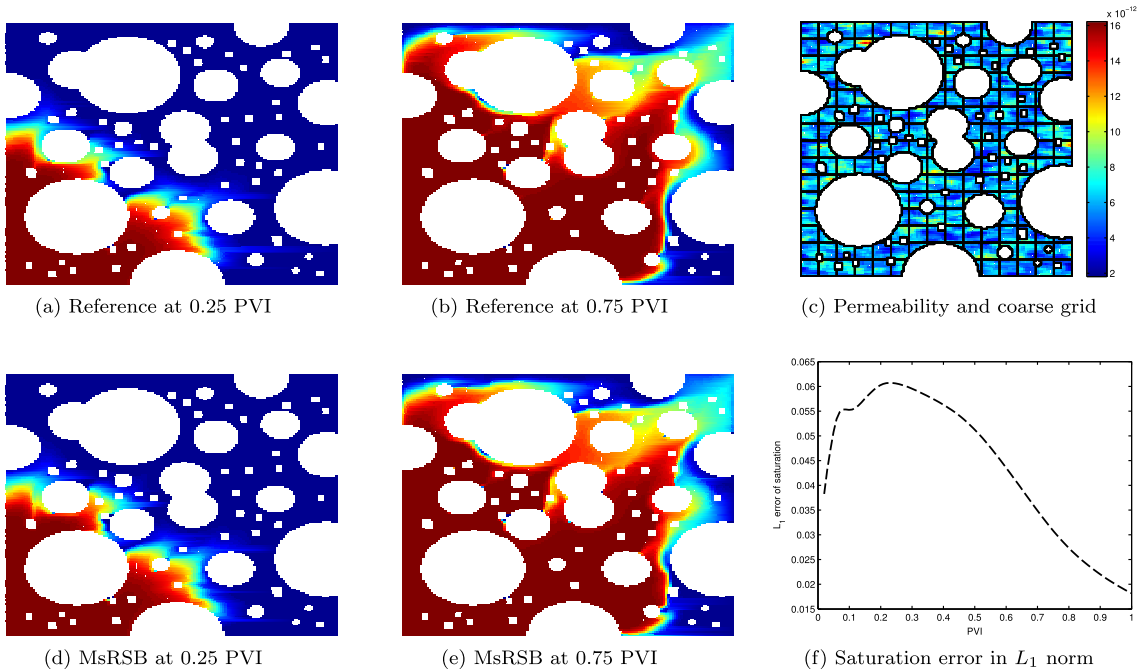 x 10⁻¹²
16
14
12
10
8
6
4
2
(a) Reference at 0.25 PVI
(b) Reference at 0.75 PVI
(c) Permeability and coarse grid
0.065
0.06
0.055
0.05
0.045
0.04
0.035
0.03
0.025
0.02
0.015
L₁ error of saturation
0 0.1 0.2 0.3 0.4 0.5 0.6 0.7 0.8 0.9 1
PVI
(d) MsRSB at 0.25 PVI
(e) MsRSB at 0.75 PVI
(f) Saturation error in L₁ norm